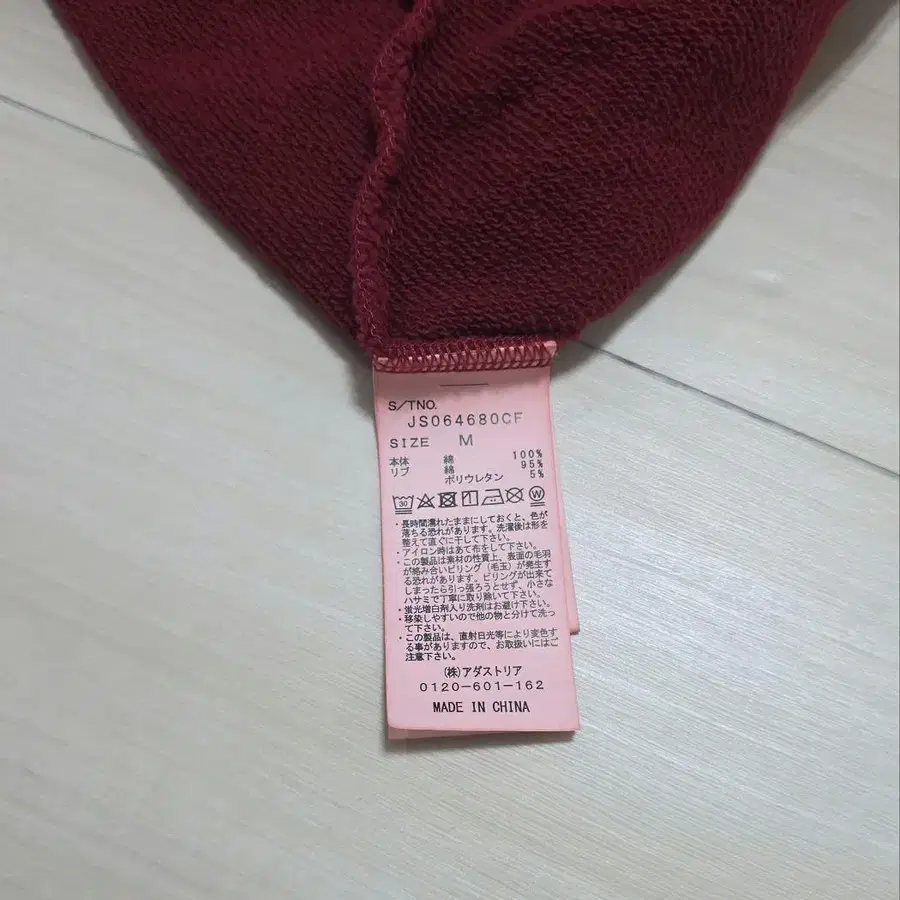 S/TNO.
JS064680CF
SIZE M
本体 綿 100%
リブ 綿 95%
ポリウレタン 5%
30 W
・長時間濡れたままにしておくと、色が
落ちる恐れがあります。洗濯後は形を
整えて直ぐに干して下さい。
・アイロン時はあて布をして下さい。
・この製品は素材の性質上、表面の毛羽
が絡み合いピリング（毛玉）が発生す
る恐れがあります。ピリングが出来て
しまったら引っ張ろうとせず、小さな
ハサミで丁寧に取り除いて下さい。
・蛍光増白剤入り洗剤はお避け下さい。
・移染しやすいので他の物と分けて洗っ
て下さい。
・この製品は、直射日光等により変色す
る事がありますので、お取扱いにはご
注意下さい。
(株)アダストリア
0120-601-162
MADE IN CHINA